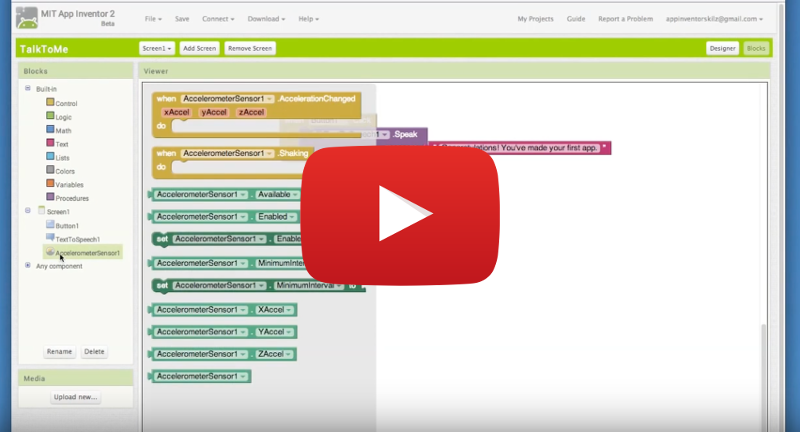 MIT App Inventor 2
Beta
File Save Connect Download Help
My Projects Guide Report a Problem appinventorskilz@gmail.com
TalkToMe
Screen1 Add Screen Remove Screen
Designer Blocks
Blocks
Viewer
Built-in
Control
Logic
Math
Text
Lists
Colors
Variables
Procedures
Screen1
Button1
TextToSpeech1
AccelerometerSensor1
Any component
Rename Delete
Media
Upload new...
when AccelerometerSensor1 .AccelerationChanged
xAccel yAccel zAccel
do
.Speak
You've made your first app.
when AccelerometerSensor1 .Shaking
do
AccelerometerSensor1 . Available
AccelerometerSensor1 . Enabled
set AccelerometerSensor1 .
AccelerometerSensor1 .
set AccelerometerSensor1 . MinimumInterval to
AccelerometerSensor1 . XAccel
AccelerometerSensor1 . YAccel
AccelerometerSensor1 . ZAccel
AccelerometerSensor1